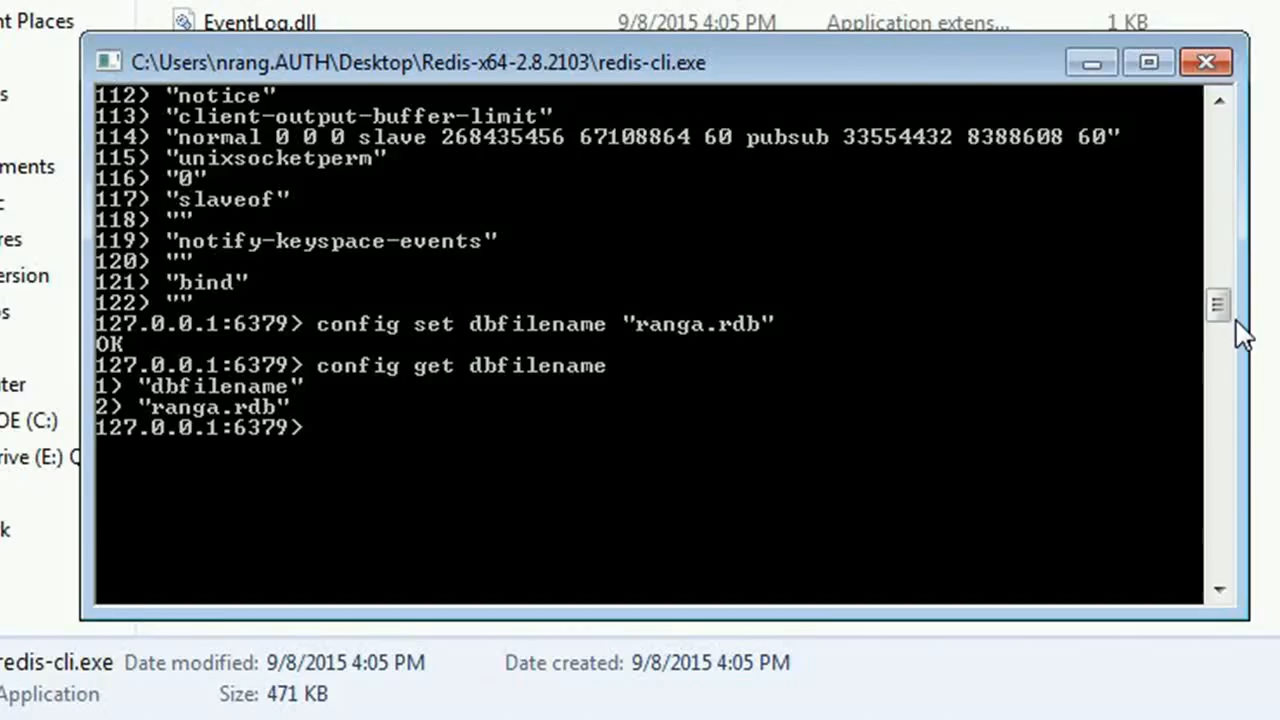 nt Places
EventLog.dll 9/8/2015 4:05 PM Application extens... 1 KB
C:\Users\nrang.AUTH\Desktop\Redis-x64-2.8.2103\redis-cli.exe
s
ments
c
res
ersion
os
uter
OE (C:)
rive (E:) Q
k
112) "notice"
113) "client-output-buffer-limit"
114) "normal 0 0 0 slave 268435456 67108864 60 pubsub 33554432 8388608 60"
115) "unixsocketperm"
116) "0"
117) "slaveof"
118) ""
119) "notify-keyspace-events"
120) ""
121) "bind"
122) ""
127.0.0.1:6379> config set dbfilename "ranga.rdb"
OK
127.0.0.1:6379> config get dbfilename
1) "dbfilename"
2) "ranga.rdb"
127.0.0.1:6379>
redis-cli.exe Date modified: 9/8/2015 4:05 PM Date created: 9/8/2015 4:05 PM
Application Size: 471 KB